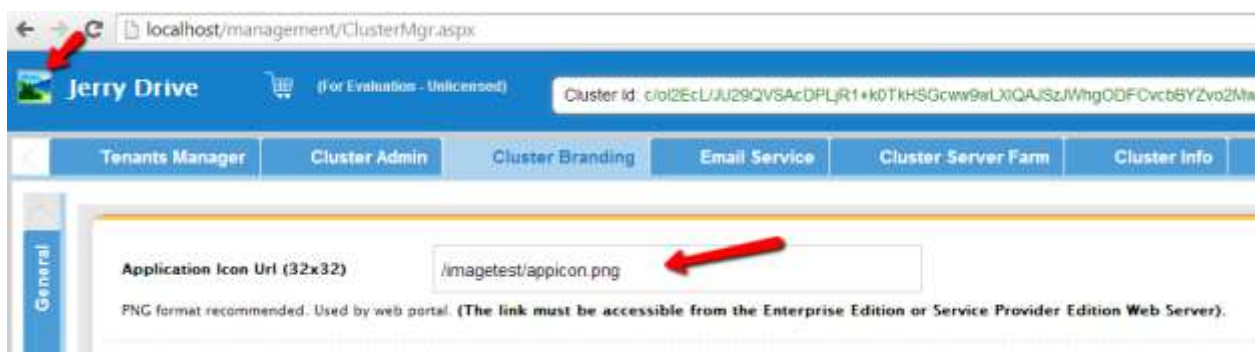 localhost/management/ClusterMgr.aspx
Jerry Drive (For Evaluation - Unlicensed) Cluster Id:
Tenants Manager Cluster Admin Cluster Branding Email Service Cluster Server Farm Cluster Info
General
Application Icon Url (32x32) /imagetest/appicon.png
PNG format recommended. Used by web portal. (The link must be accessible from the Enterprise Edition or Service Provider Edition Web Server).